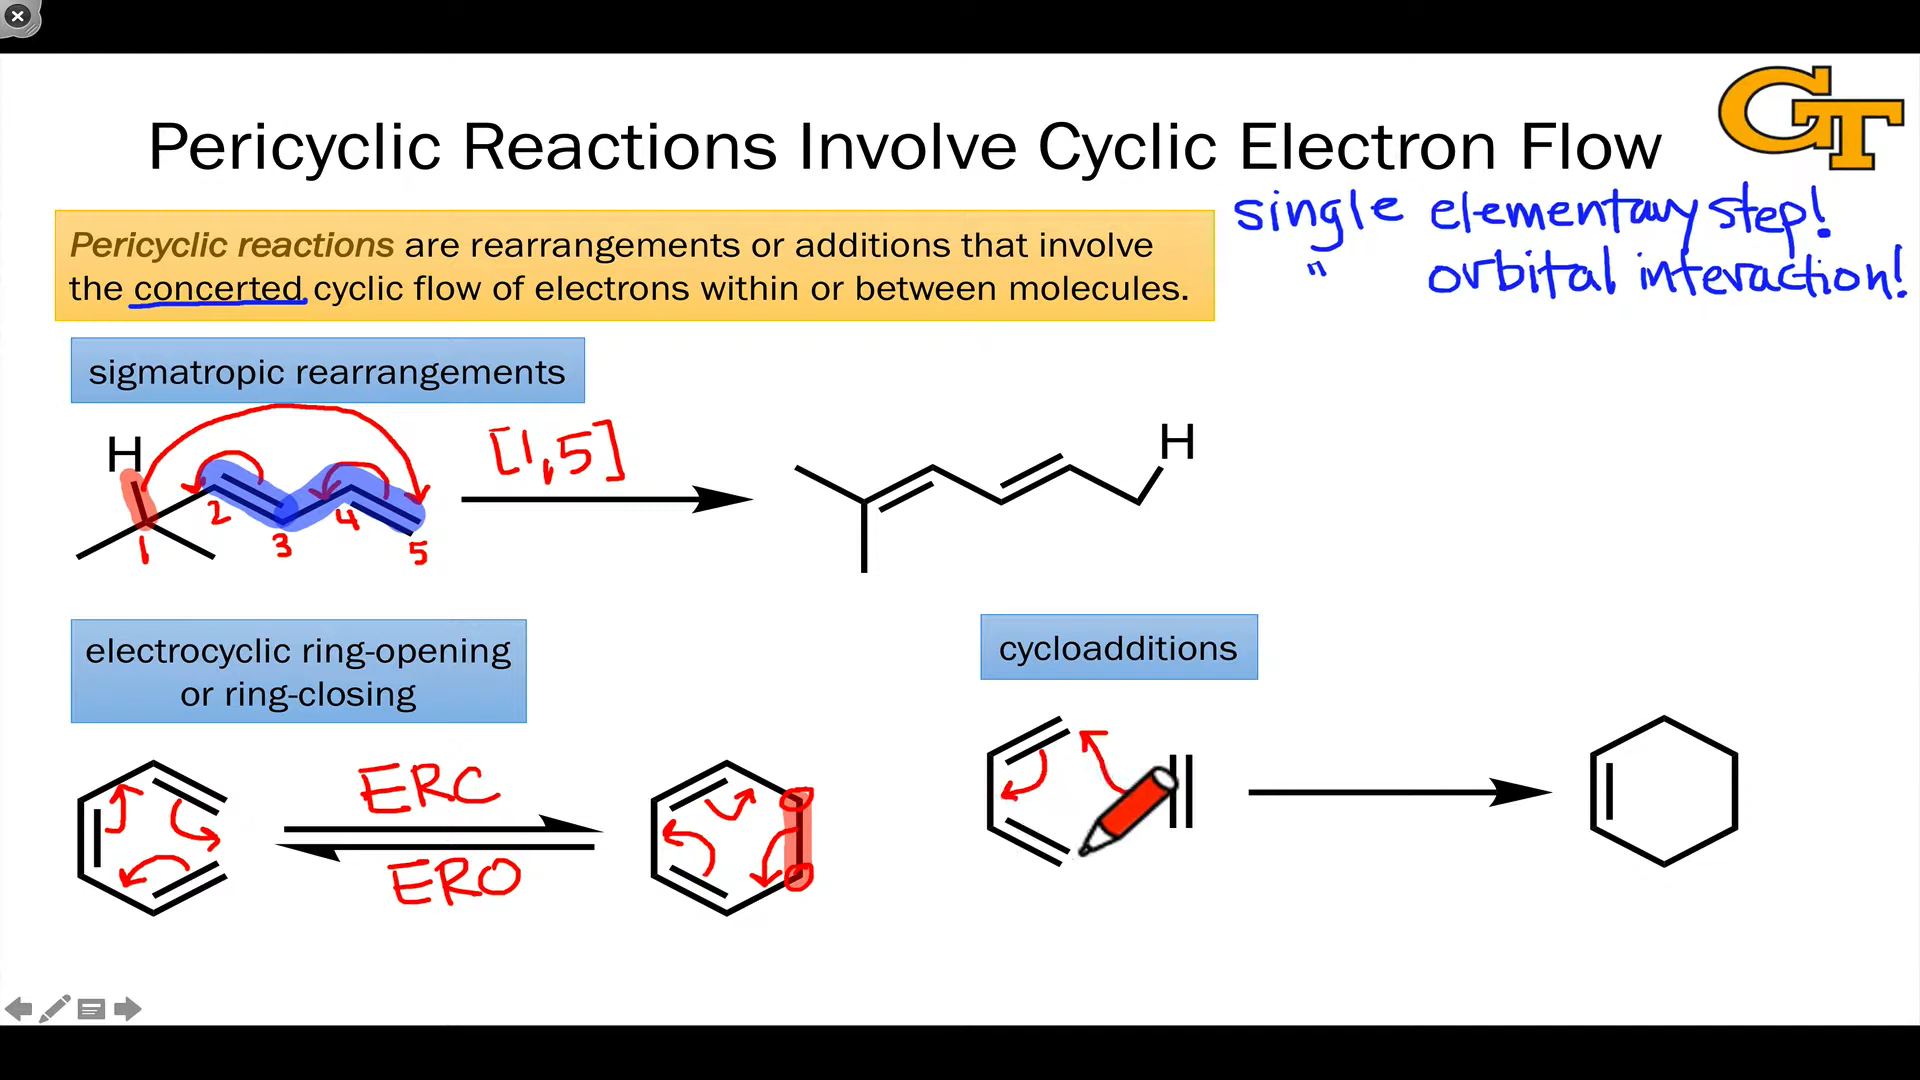 GT
Pericyclic Reactions Involve Cyclic Electron Flow
single elementary step!
" orbital interaction!
Pericyclic reactions are rearrangements or additions that involve
the concerted cyclic flow of electrons within or between molecules.
sigmatropic rearrangements
H
1
2
3
4
5
[1,5]
H
electrocyclic ring-opening
or ring-closing
ERC
ERO
cycloadditions